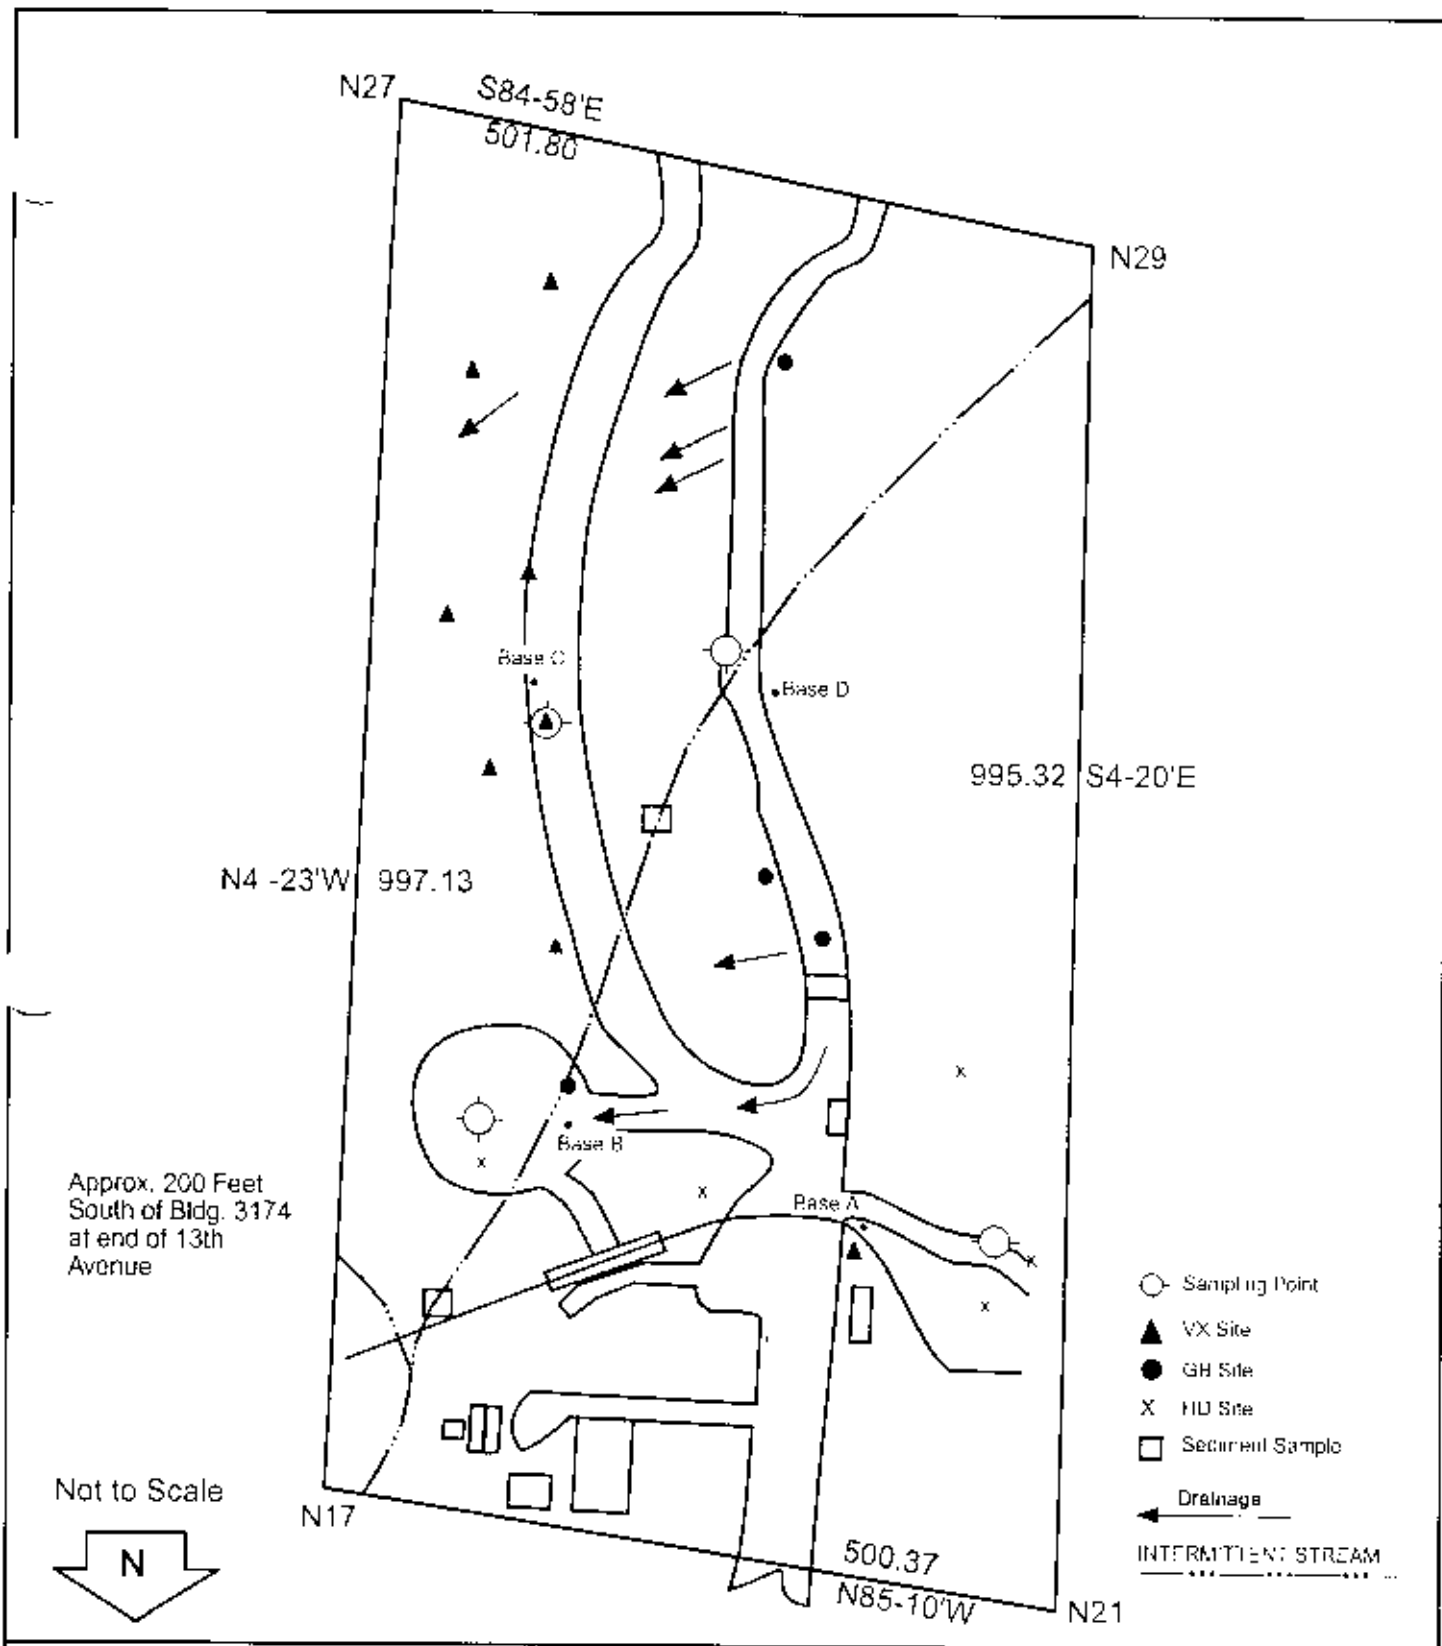 N27
S84-58'E
501.80
N29
Base C
Base D
995.32 S4-20'E
N4 -23'W 997.13
Base B
Approx. 200 Feet
South of Bldg. 3174
at end of 13th
Avenue
Base A
Sampling Point
VX Site
GB Site
HD Site
Sediment Sample
Drainage
INTERMITTENT STREAM
Not to Scale
N
N17
500.37
N85-10'W
N21
x
x
x
x
x
X